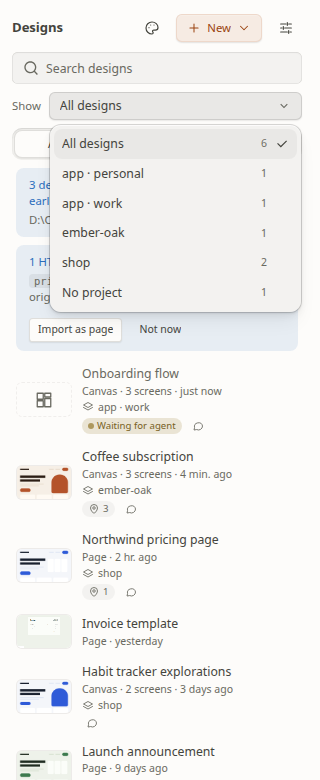 Designs
New
Search designs
Show
All designs
All designs 6
app · personal 1
app · work 1
ember-oak 1
shop 2
No project 1
3 de
earl
D:\C
1 HT
pri
orig
Import as page
Not now
Onboarding flow
Canvas · 3 screens · just now
app · work
Waiting for agent
Coffee subscription
Canvas · 3 screens · 4 min. ago
ember-oak
3
Northwind pricing page
Page · 2 hr. ago
shop
1
Invoice template
Page · yesterday
Habit tracker explorations
Canvas · 2 screens · 3 days ago
shop
Launch announcement
Page · 9 days ago